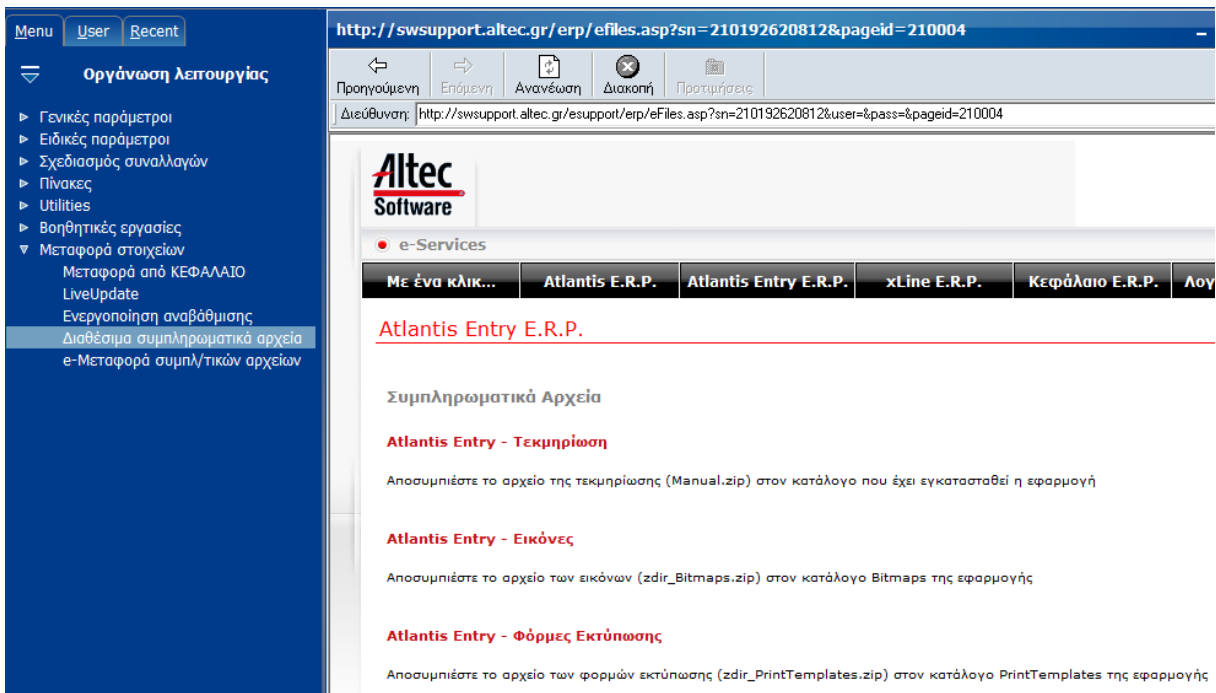 Menu User Recent
Οργάνωση λειτουργίας
Γενικές παράμετροι
Ειδικές παράμετροι
Σχεδιασμός συναλλαγών
Πίνακες
Utilities
Βοηθητικές εργασίες
Μεταφορά στοιχείων
Μεταφορά από ΚΕΦΑΛΑΙΟ
LiveUpdate
Ενεργοποίηση αναβάθμισης
Διαθέσιμα συμπληρωματικά αρχεία
e-Μεταφορά συμπλ/τικών αρχείων
http://swsupport.altec.gr/erp/efiles.asp?sn=210192620812&pageid=210004
Προηγούμενη Επόμενη Ανανέωση Διακοπή Προτιμήσεις
Διεύθυνση: http://swsupport.altec.gr/esupport/erp/eFiles.asp?sn=210192620812&user=&pass=&pageid=210004
Altec
Software
e-Services
Με ένα κλικ... Atlantis E.R.P. Atlantis Entry E.R.P. xLine E.R.P. Κεφάλαιο E.R.P. Λογ
Atlantis Entry E.R.P.
Συμπληρωματικά Αρχεία
Atlantis Entry - Τεκμηρίωση
Αποσυμπιέστε το αρχείο της τεκμηρίωσης (Manual.zip) στον κατάλογο που έχει εγκατασταθεί η εφαρμογή
Atlantis Entry - Εικόνες
Αποσυμπιέστε το αρχείο των εικόνων (zdir_Bitmaps.zip) στον κατάλογο Bitmaps της εφαρμογής
Atlantis Entry - Φόρμες Εκτύπωσης
Αποσυμπιέστε το αρχείο των φορμών εκτύπωσης (zdir_PrintTemplates.zip) στον κατάλογο PrintTemplates της εφαρμογής